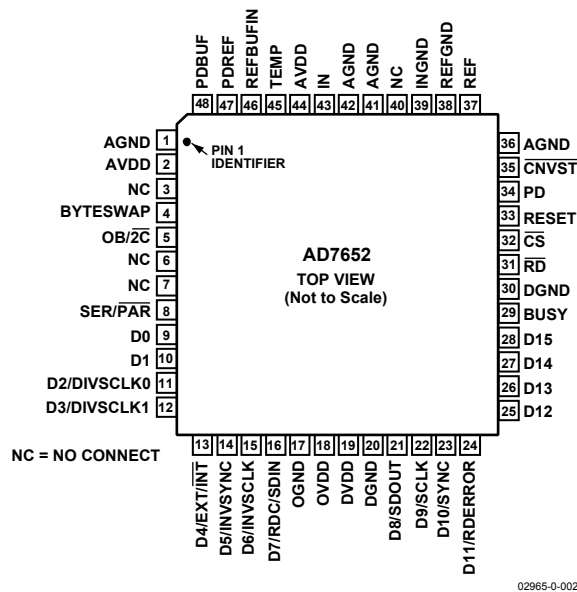 PDBUF
PDREF
REFBUFIN
TEMP
AVDD
IN
AGND
AGND
NC
INGND
REFGND
REF
48 47 46 45 44 43 42 41 40 39 38 37
AGND 1
AVDD 2
NC 3
BYTESWAP 4
OB/2C̅ 5
NC 6
NC 7
SER/P̅A̅R̅ 8
D0 9
D1 10
D2/DIVSCLK0 11
D3/DIVSCLK1 12
PIN 1
IDENTIFIER
AD7652
TOP VIEW
(Not to Scale)
36 AGND
35 C̅N̅V̅S̅T̅
34 PD
33 RESET
32 C̅S̅
31 R̅D̅
30 DGND
29 BUSY
28 D15
27 D14
26 D13
25 D12
13 14 15 16 17 18 19 20 21 22 23 24
NC = NO CONNECT
D4/EXT/I̅N̅T̅
D5/INVSYNC
D6/INVSCLK
D7/RDC/SDIN
OGND
OVDD
DVDD
DGND
D8/SDOUT
D9/SCLK
D10/SYNC
D11/RDERROR
02965-0-002